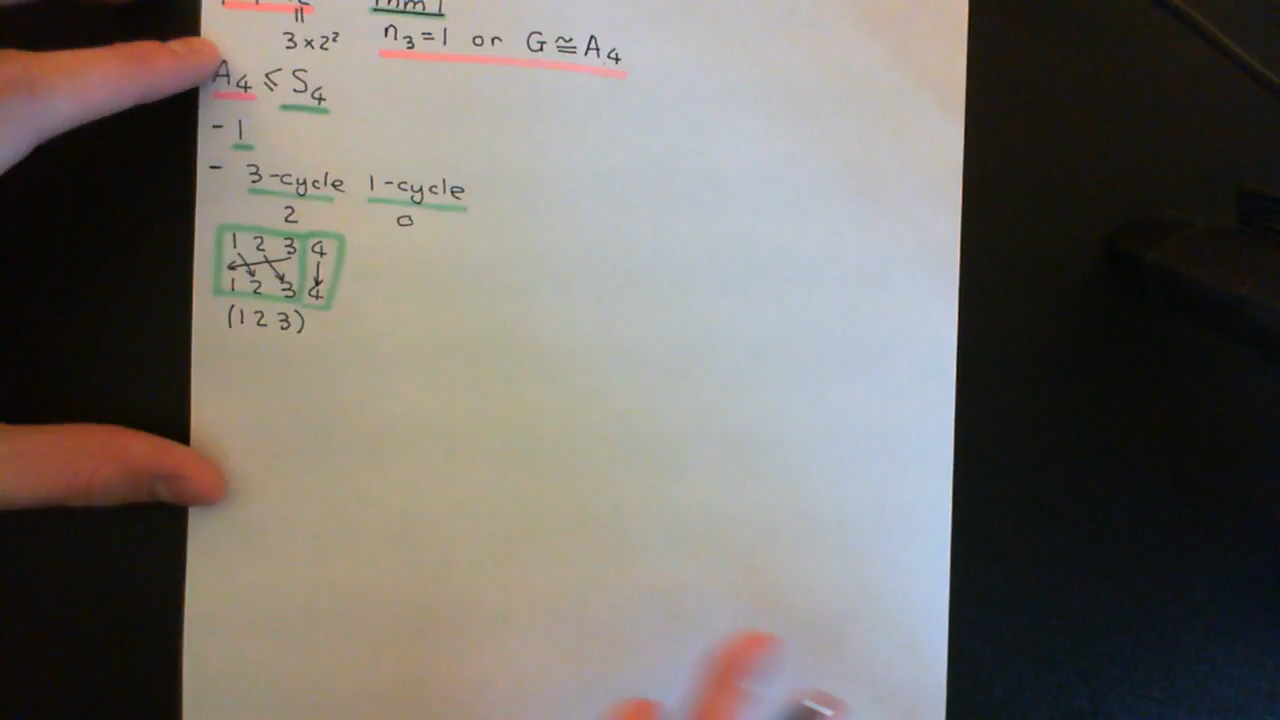 3 × 2²
n₃ = 1 or G ≅ A₄
A₄ ⩽ S₄
- 1
- 3-cycle 1-cycle
2 0
1 2 3 4
1 2 3 4
(1 2 3)